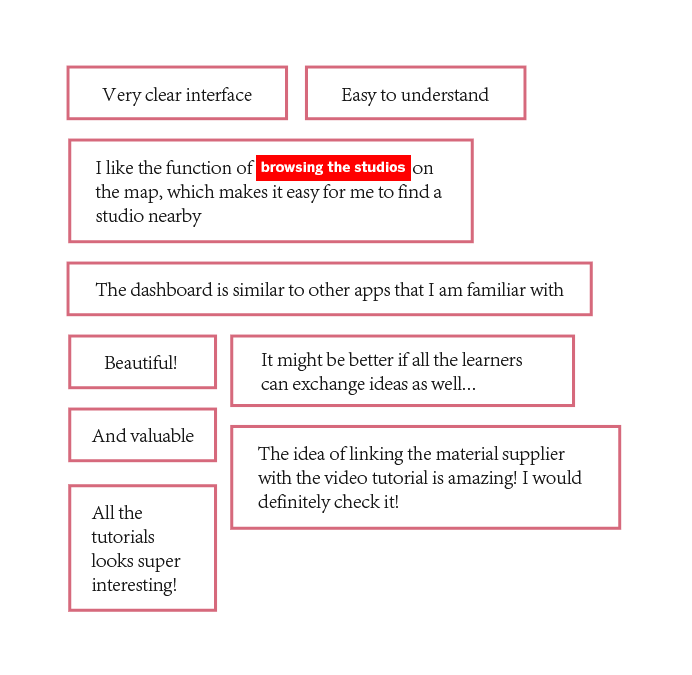 Very clear interface
Easy to understand
I like the function of browsing the studios on
the map, which makes it easy for me to find a
studio nearby
The dashboard is similar to other apps that I am familiar with
Beautiful!
It might be better if all the learners
can exchange ideas as well...
And valuable
The idea of linking the material supplier
with the video tutorial is amazing! I would
definitely check it!
All the
tutorials
looks super
interesting!